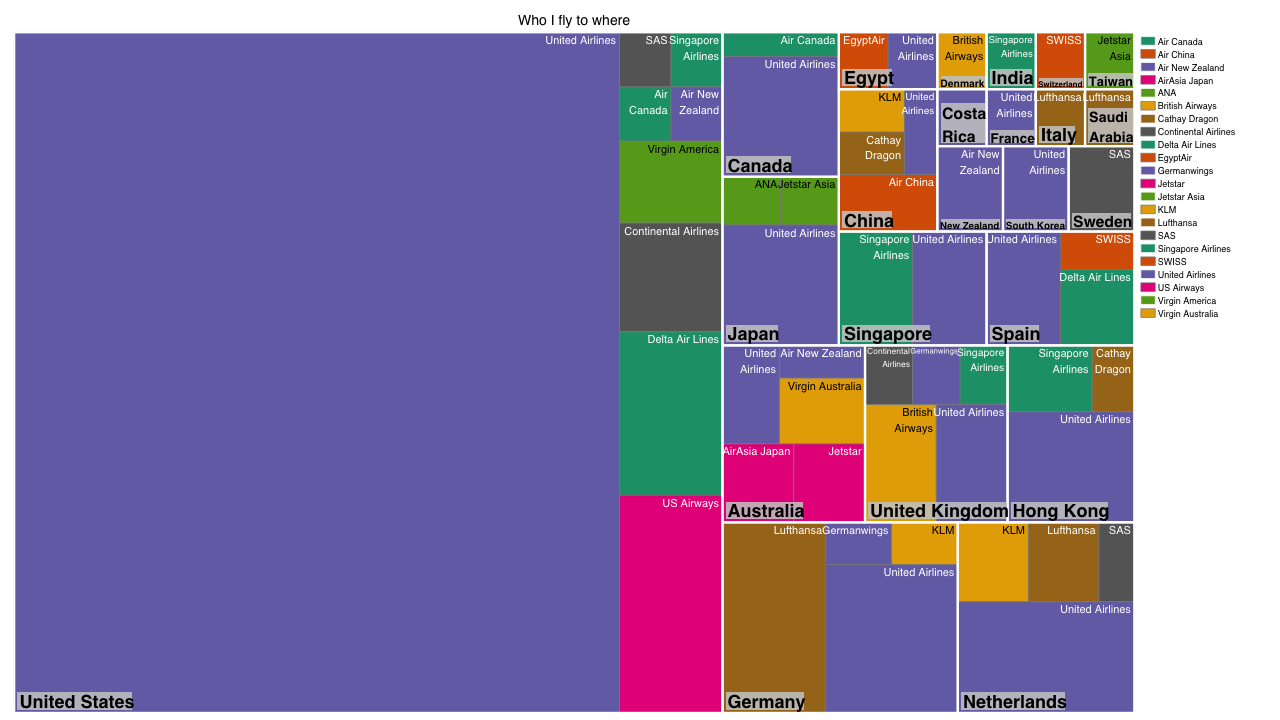 Who I fly to where
United Airlines
United States
SAS
Singapore
Airlines
Air
Canada
Air New
Zealand
Virgin America
Continental Airlines
Delta Air Lines
US Airways
Air Canada
United Airlines
Canada
ANA
Jetstar Asia
United Airlines
Japan
EgyptAir
United
Airlines
Egypt
KLM
United
Airlines
Cathay
Dragon
Air China
China
British
Airways
Denmark
Singapore
Airlines
India
SWISS
Switzerland
Jetstar
Asia
Taiwan
Costa
Rica
United
Airlines
France
Lufthansa
Italy
Lufthansa
Saudi
Arabia
Air New
Zealand
New Zealand
United
Airlines
South Korea
SAS
Sweden
Singapore
Airlines
United Airlines
Singapore
United Airlines
SWISS
Delta Air Lines
Spain
United
Airlines
Air New Zealand
Virgin Australia
AirAsia Japan
Jetstar
Australia
Continental
Airlines
Germanwings
Singapore
Airlines
British
Airways
United Airlines
United Kingdom
Singapore
Airlines
Cathay
Dragon
United Airlines
Hong Kong
Lufthansa
Germanwings
KLM
United Airlines
Germany
KLM
Lufthansa
SAS
United Airlines
Netherlands
Air Canada
Air China
Air New Zealand
AirAsia Japan
ANA
British Airways
Cathay Dragon
Continental Airlines
Delta Air Lines
EgyptAir
Germanwings
Jetstar
Jetstar Asia
KLM
Lufthansa
SAS
Singapore Airlines
SWISS
United Airlines
US Airways
Virgin America
Virgin Australia